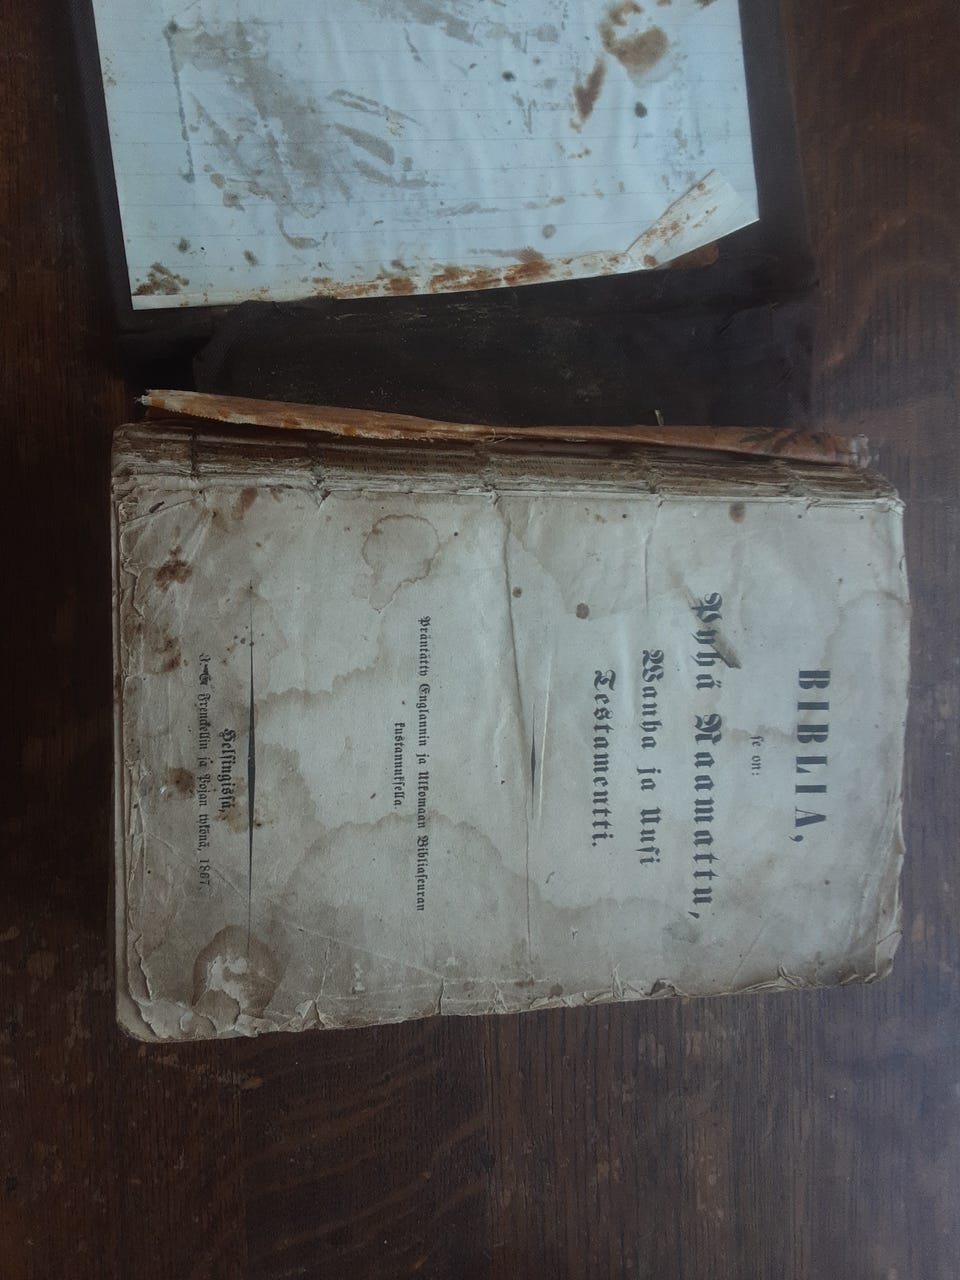 BIBLIA,
se on:
Pyhä Raamattu,
Wanha ja Uusi
Testamentti.
Präntätty Englannin ja Ulkomaan Bibliaseuran
kustannuksella.
Helsingissä,
J. C. Frenckellin ja Pojan tykönä, 1867.